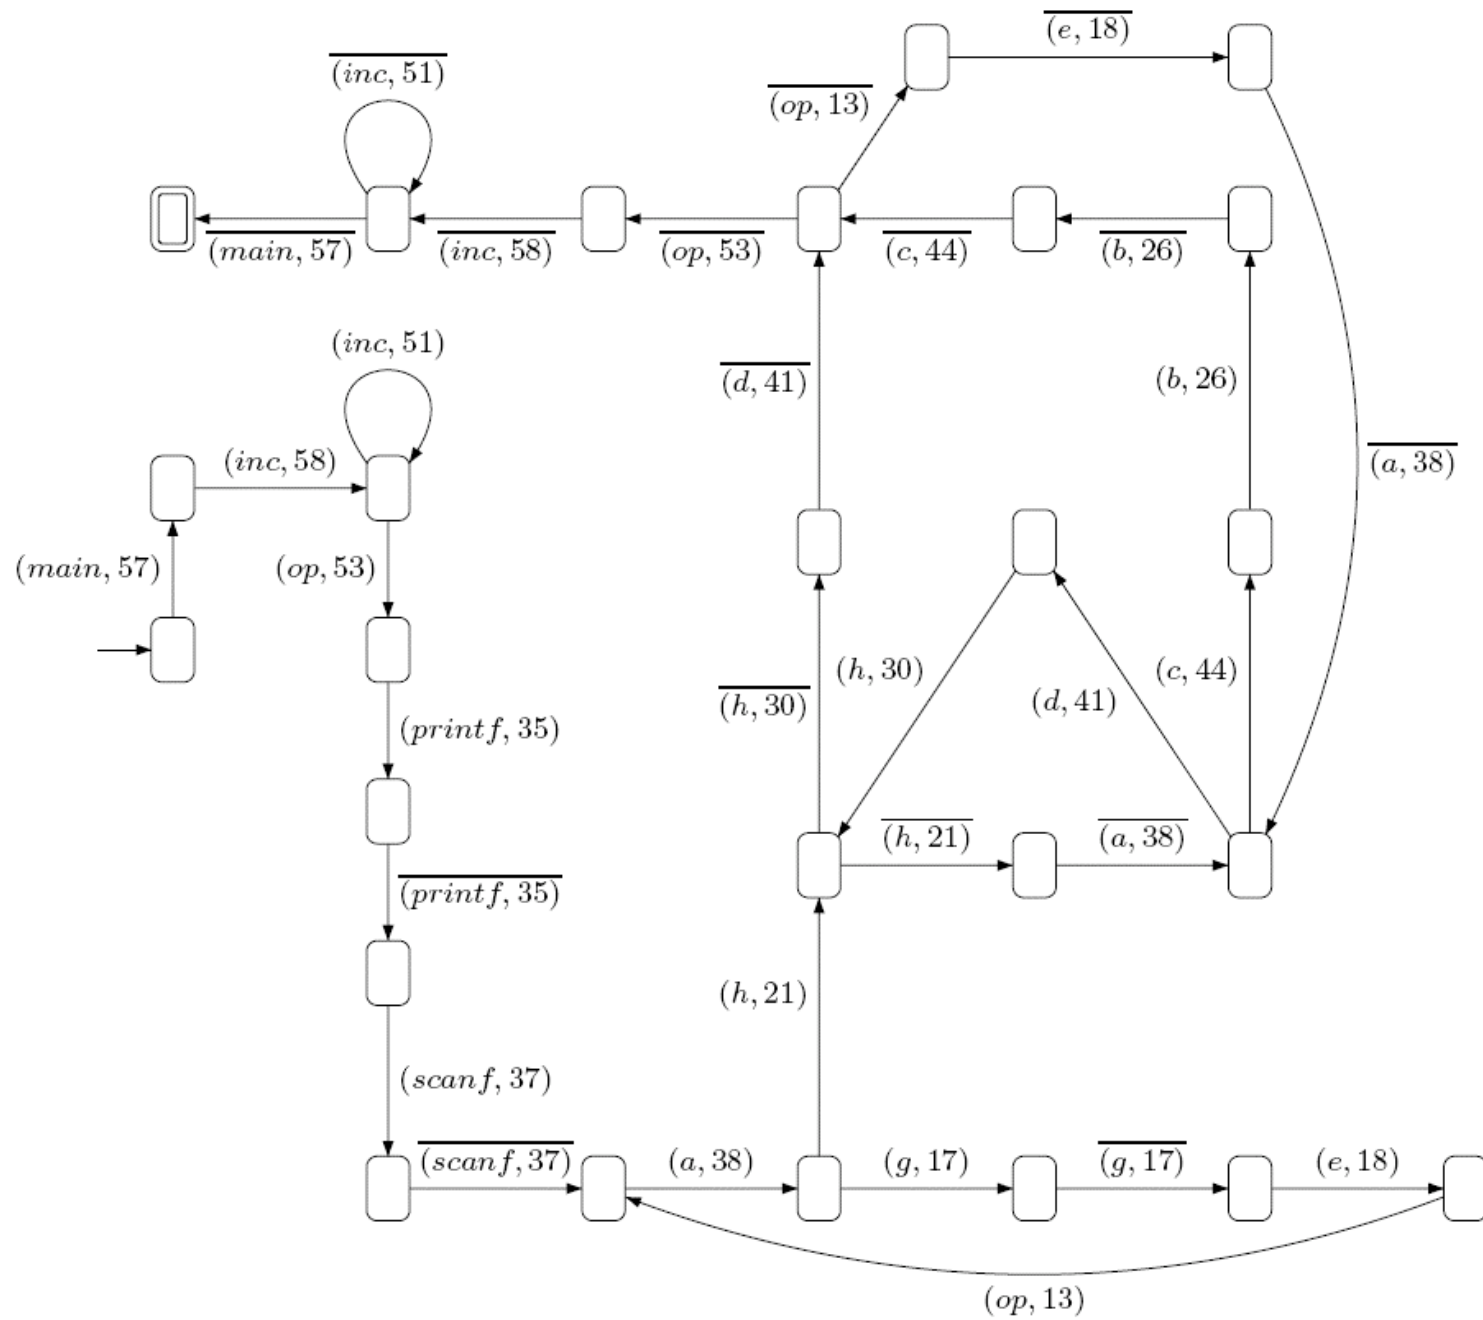 (e, 18)
(inc, 51)
(op, 13)
(main, 57)
(inc, 58)
(op, 53)
(c, 44)
(b, 26)
(inc, 51)
(d, 41)
(b, 26)
(a, 38)
(inc, 58)
(main, 57)
(op, 53)
(h, 30)
(h, 30)
(d, 41)
(c, 44)
(printf, 35)
(h, 21)
(a, 38)
(printf, 35)
(h, 21)
(scanf, 37)
(scanf, 37)
(a, 38)
(g, 17)
(g, 17)
(e, 18)
(op, 13)